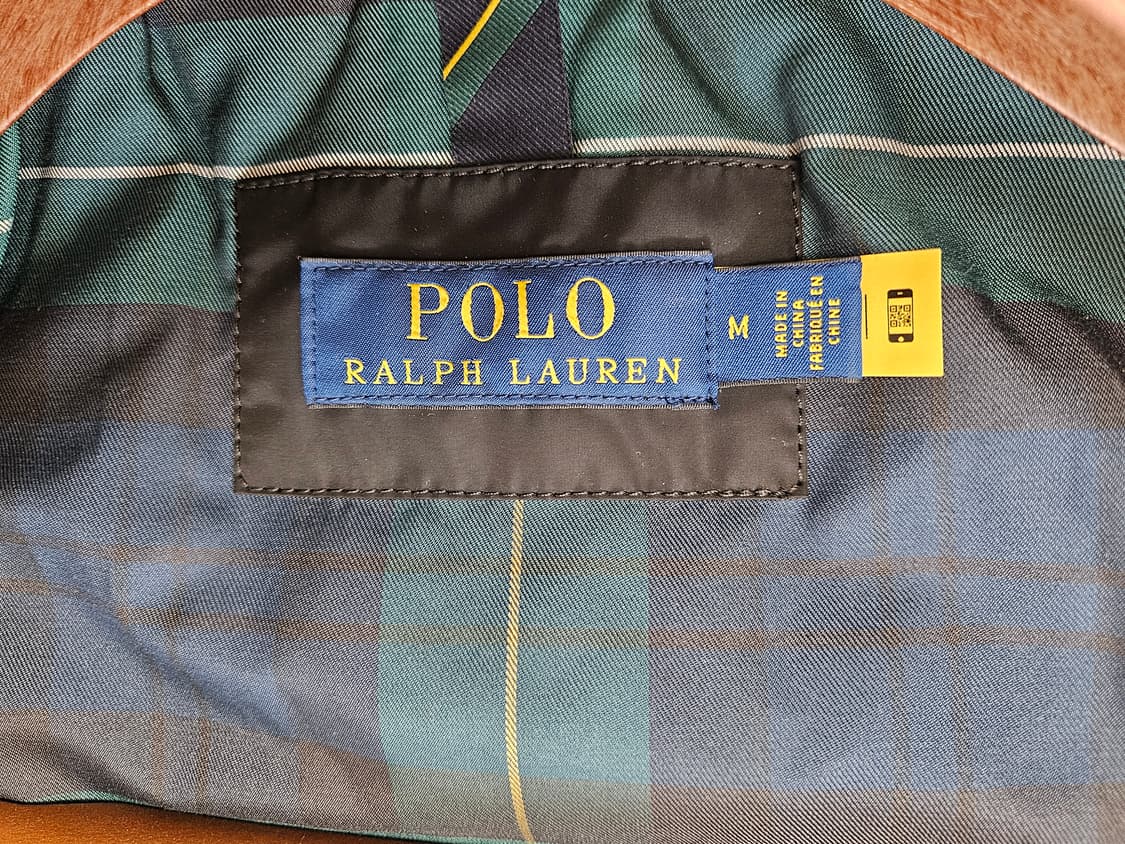 POLO
RALPH LAUREN
M
MADE IN
CHINA
FABRIQUÉ EN
CHINE